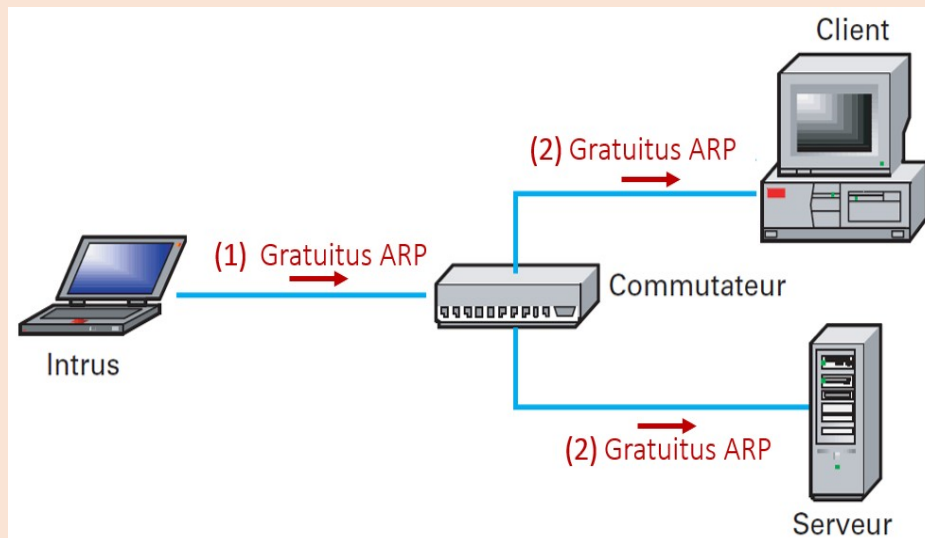 Client
(2) Gratuitus ARP
(1) Gratuitus ARP
Commutateur
Intrus
(2) Gratuitus ARP
Serveur